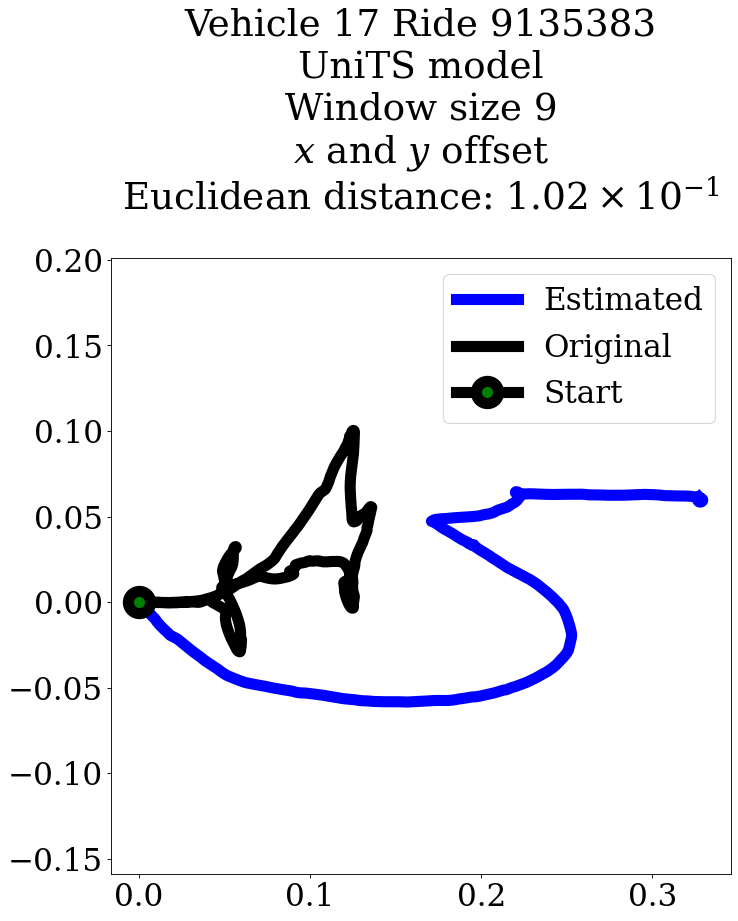 Vehicle 17 Ride 9135383
UniTS model
Window size 9
x and y offset
Euclidean distance: 1.02 × 10⁻¹
Estimated
Original
Start
0.20
0.15
0.10
0.05
0.00
−0.05
−0.10
−0.15
0.0 0.1 0.2 0.3